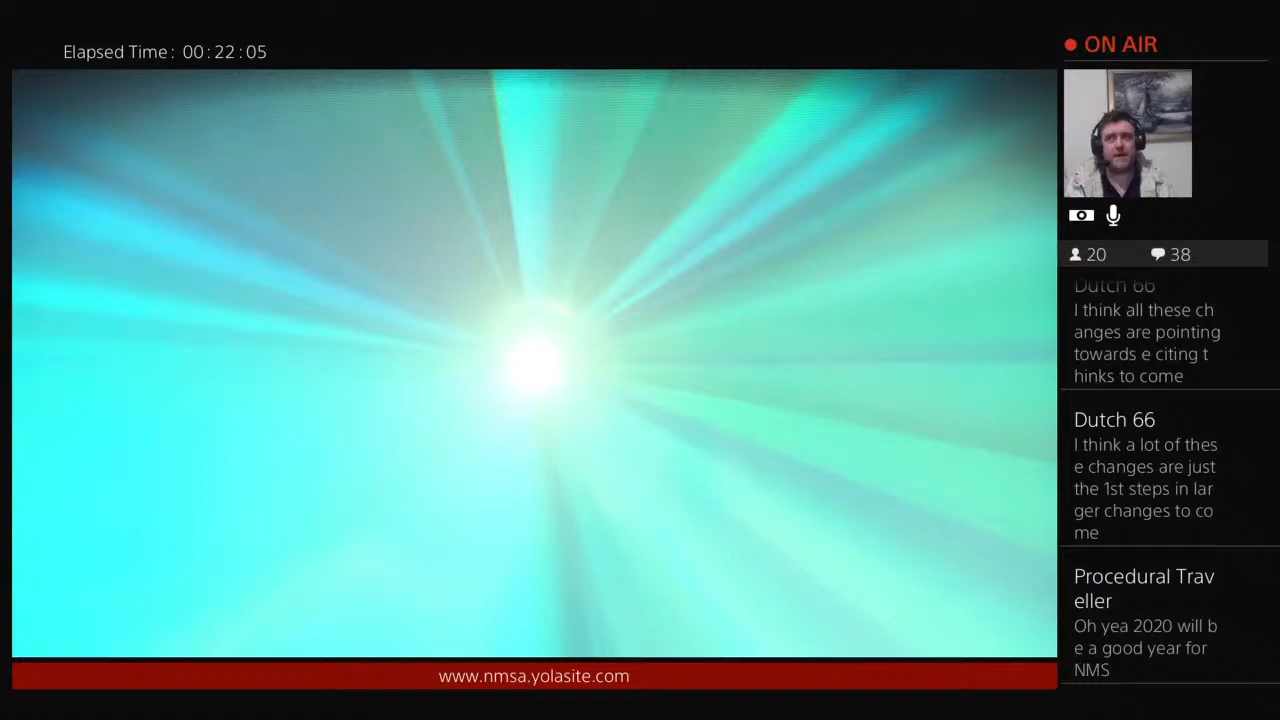 Elapsed Time: 00:22:05
ON AIR
20 38
Dutch 66
I think all these ch
anges are pointing
towards e citing t
hinks to come
Dutch 66
I think a lot of thes
e changes are just
the 1st steps in lar
ger changes to co
me
Procedural Trav
eller
Oh yea 2020 will b
e a good year for
NMS
www.nmsa.yolasite.com